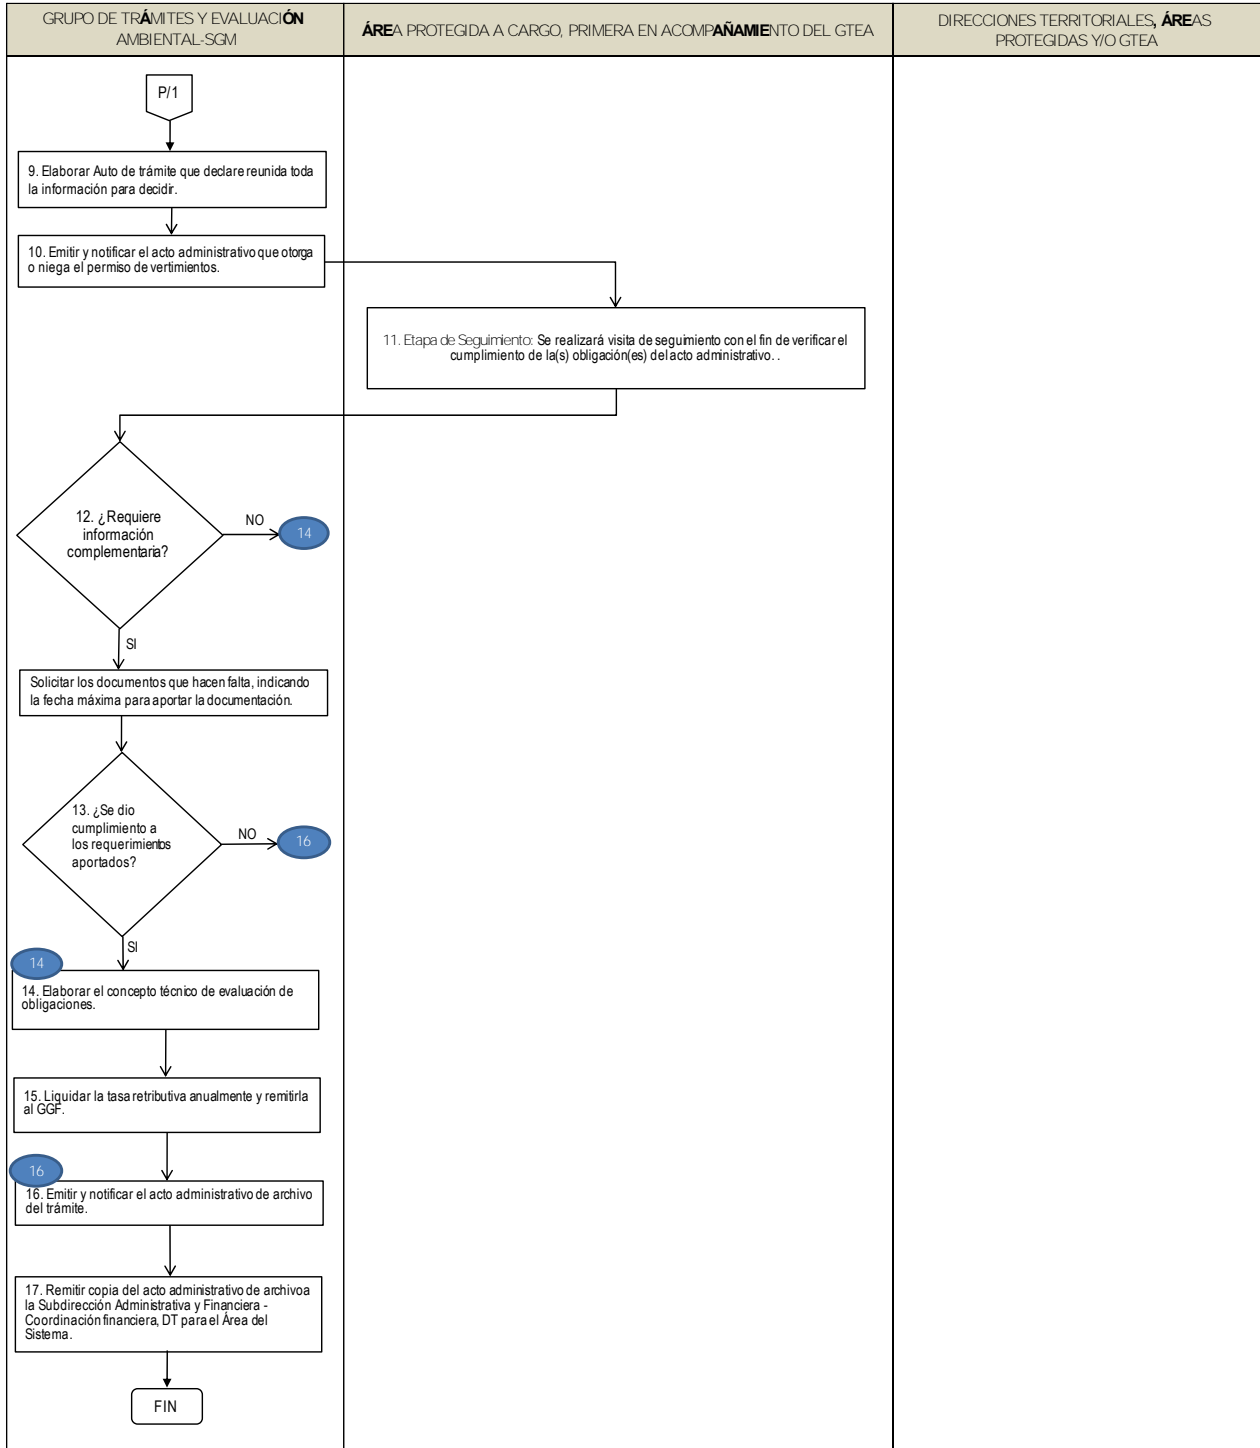 GRUPO DE TRÁMITES Y EVALUACIÓN
AMBIENTAL-SGM
ÁREA PROTEGIDA A CARGO, PRIMERA EN ACOMPAÑAMIENTO DEL GTEA
DIRECCIONES TERRITORIALES, ÁREAS
PROTEGIDAS Y/O GTEA
P/1
9. Elaborar Auto de trámite que declare reunida toda
la información para decidir.
10. Emitir y notificar el acto administrativo que otorga
o niega el permiso de vertimientos.
11. Etapa de Seguimiento: Se realizará visita de seguimiento con el fin de verificar el
cumplimiento de la(s) obligación(es) del acto administrativo. .
12. ¿Requiere
información
complementaria?
NO
14
SI
Solicitar los documentos que hacen falta, indicando
la fecha máxima para aportar la documentación.
13. ¿Se dio
cumplimiento a
los requerimientos
aportados?
NO
16
SI
14
14. Elaborar el concepto técnico de evaluación de
obligaciones.
15. Liquidar la tasa retributiva anualmente y remitirla
al GGF.
16
16. Emitir y notificar el acto administrativo de archivo
del trámite.
17. Remitir copia del acto administrativo de archivo a
la Subdirección Administrativa y Financiera -
Coordinación financiera, DT para el Área del
Sistema.
FIN